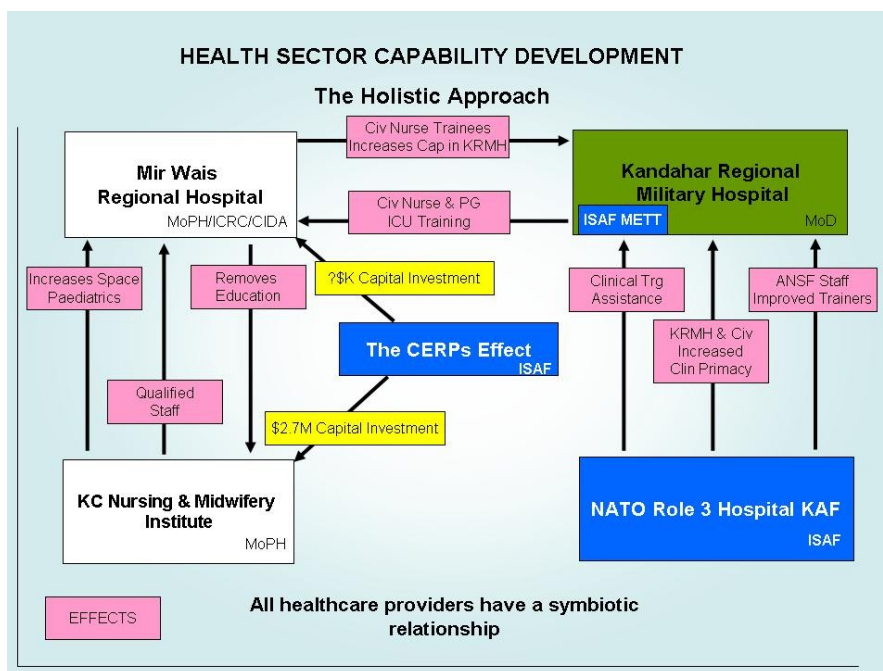 HEALTH SECTOR CAPABILITY DEVELOPMENT
The Holistic Approach
Civ Nurse Trainees
Increases Cap in KRMH
Mir Wais
Regional Hospital
MoPH/ICRC/CIDA
Kandahar Regional
Military Hospital
ISAF METT
MoD
Civ Nurse & PG
ICU Training
Increases Space
Paediatrics
Removes
Education
?$K Capital Investment
Clinical Trg
Assistance
ANSF Staff
Improved Trainers
The CERPs Effect
ISAF
KRMH & Civ
Increased
Clin Primacy
Qualified
Staff
$2.7M Capital Investment
KC Nursing & Midwifery
Institute
MoPH
NATO Role 3 Hospital KAF
ISAF
EFFECTS
All healthcare providers have a symbiotic
relationship